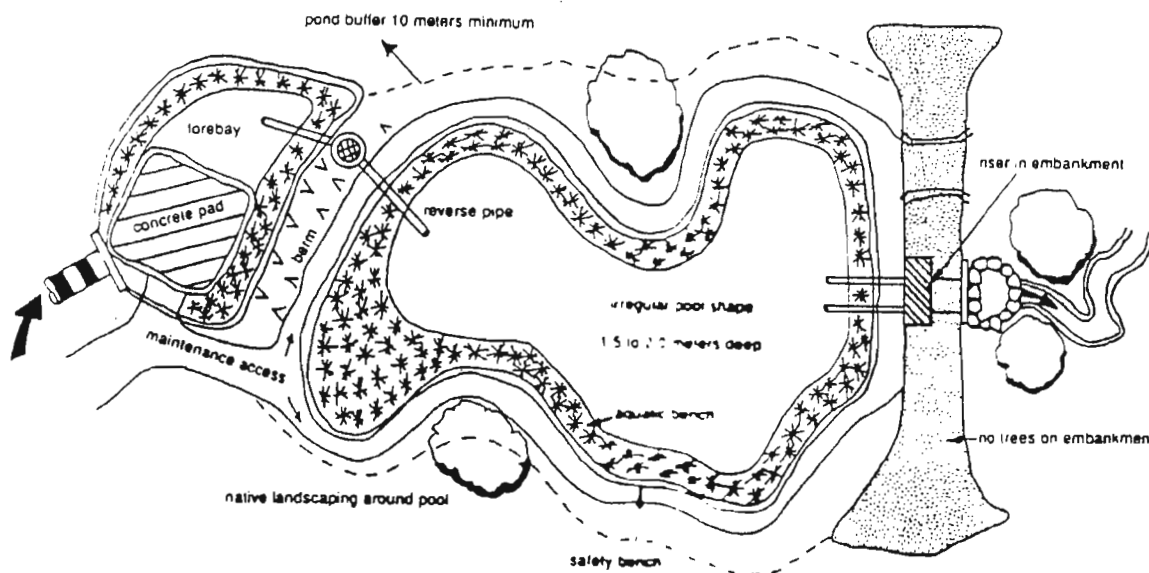 pond buffer 10 meters minimum
forebay
riser in embankment
concrete pad
reverse pipe
berm
irregular pool shape
maintenance access
aquatic bench
no trees on embankment
native landscaping around pool
safety bench